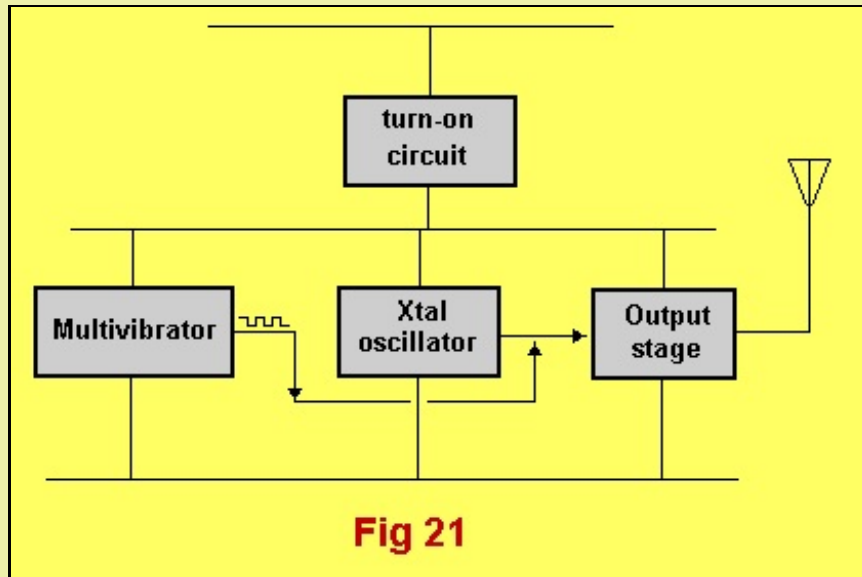 turn-on
circuit
Multivibrator
Xtal
oscillator
Output
stage
Fig 21